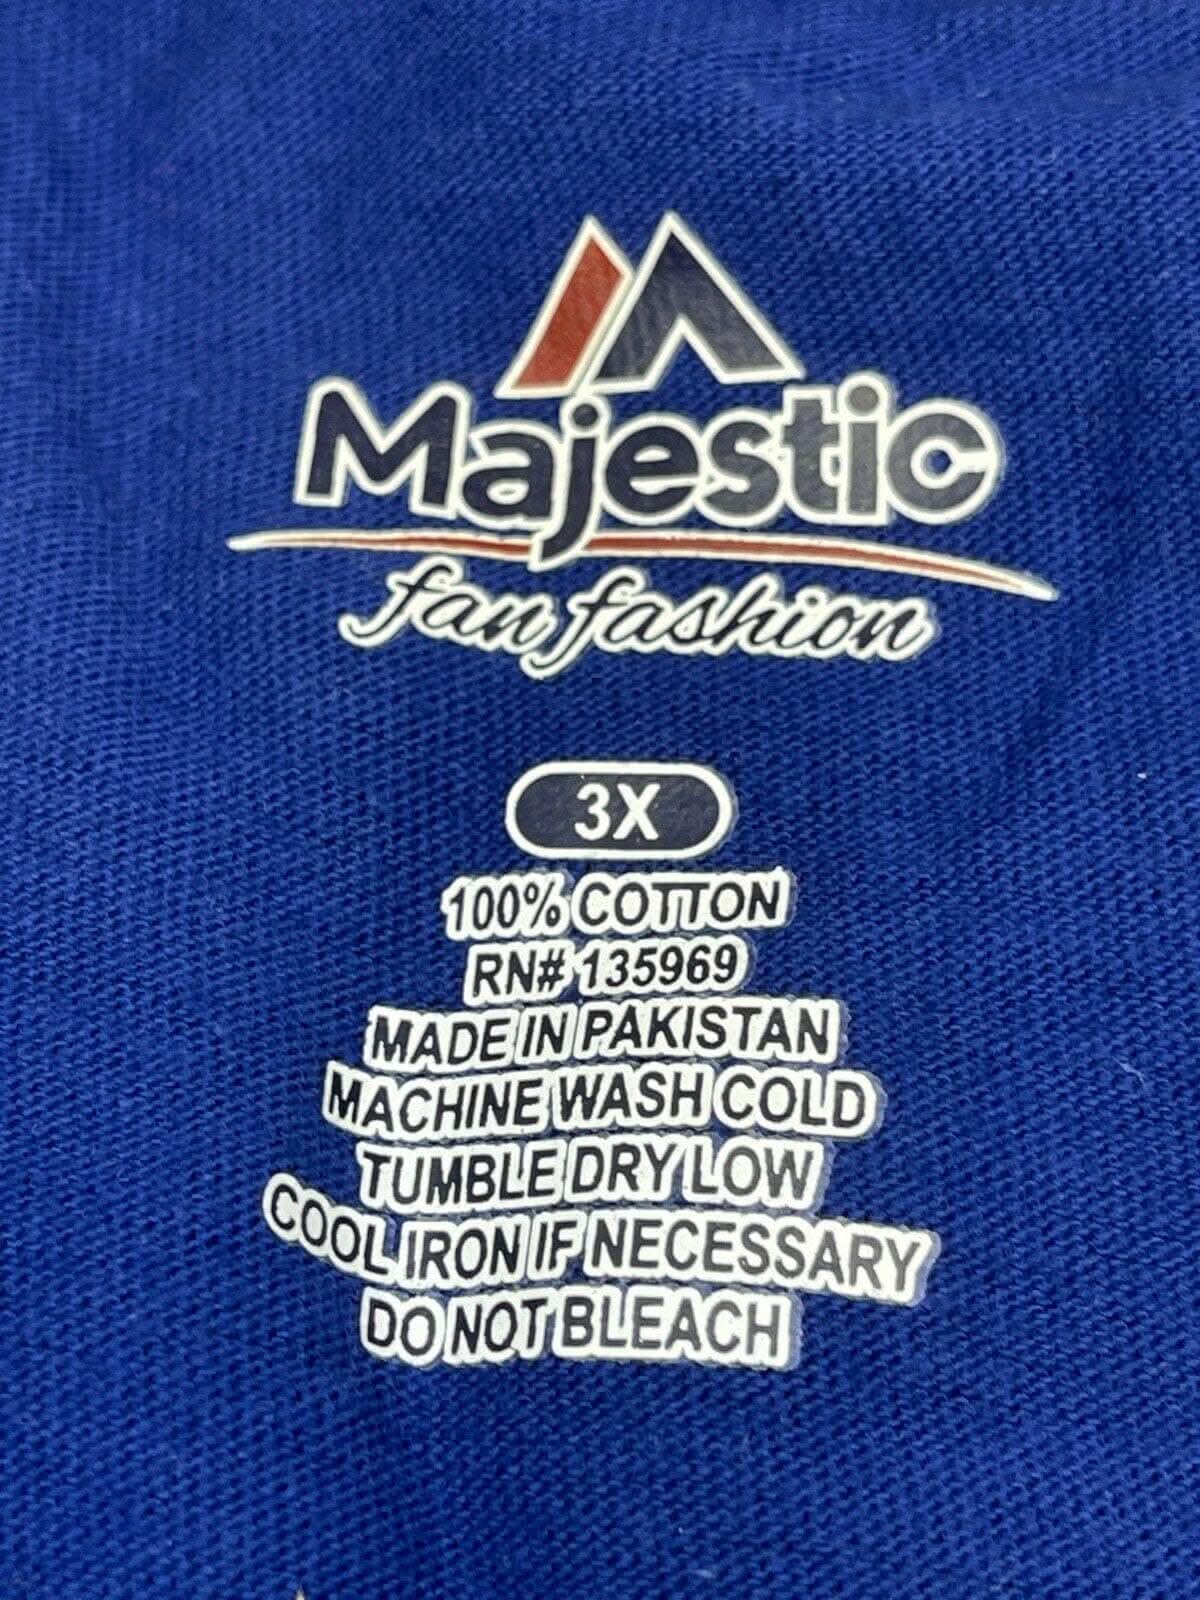 Majestic
fan fashion
3X
100% COTTON
RN# 135969
MADE IN PAKISTAN
MACHINE WASH COLD
TUMBLE DRY LOW
COOL IRON IF NECESSARY
DO NOT BLEACH